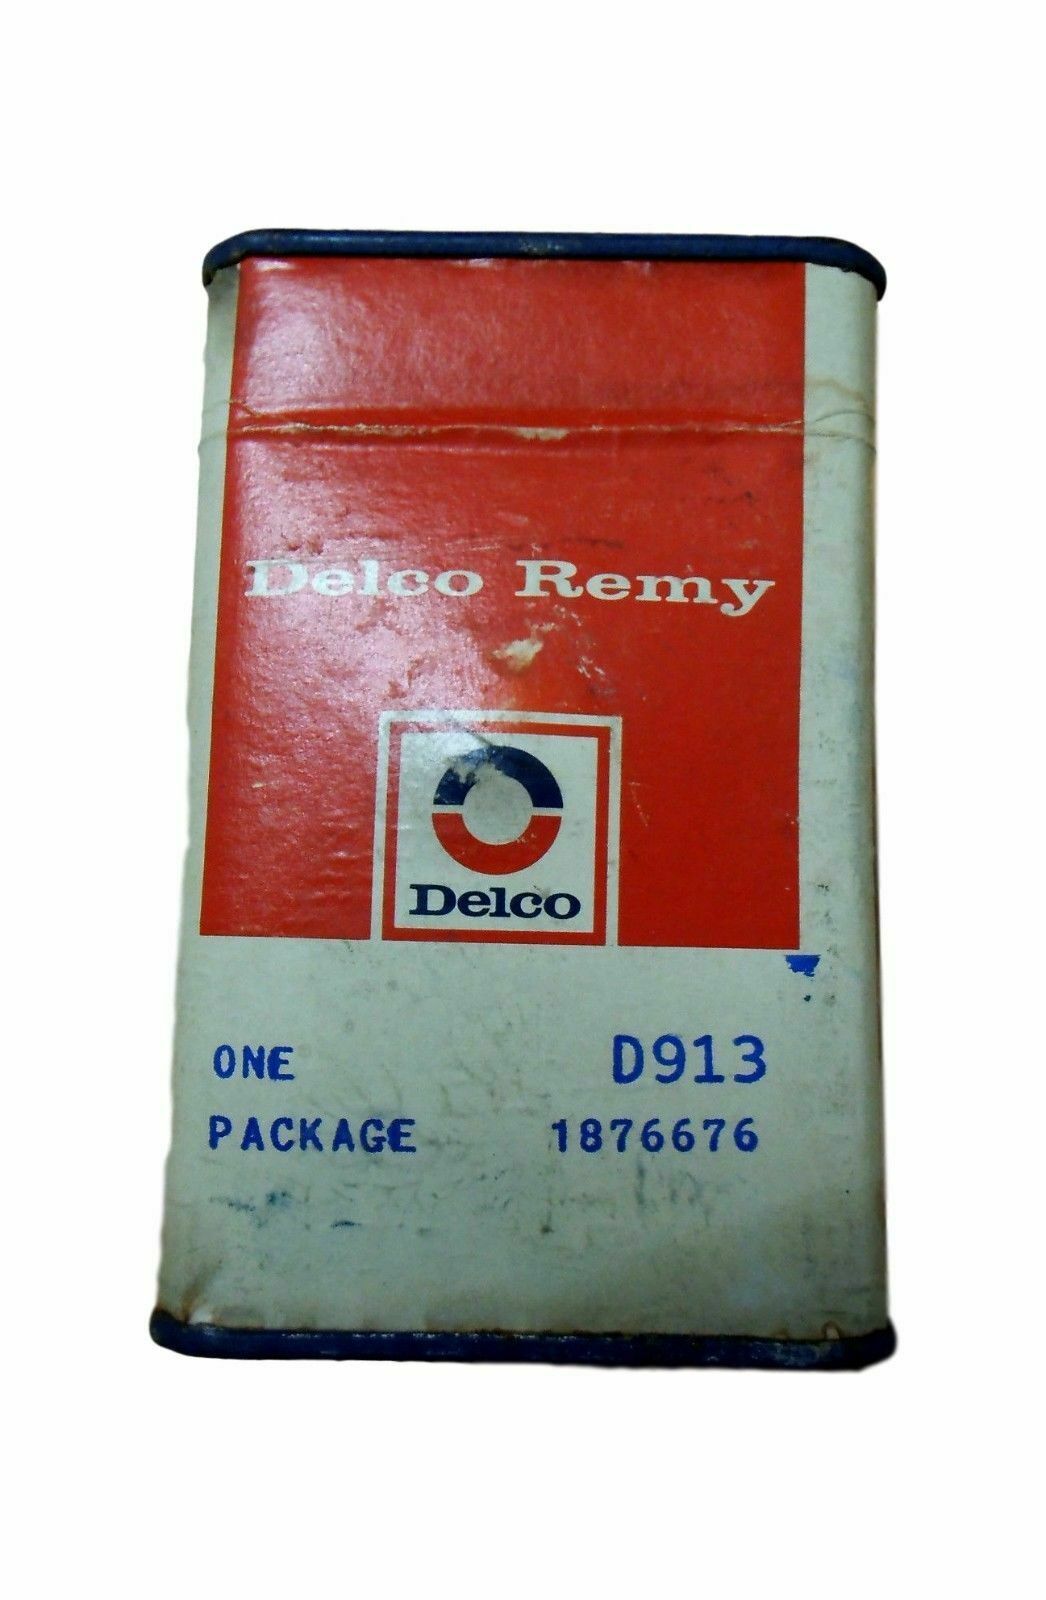 Delco Remy
Delco
ONE D913
PACKAGE 1876676